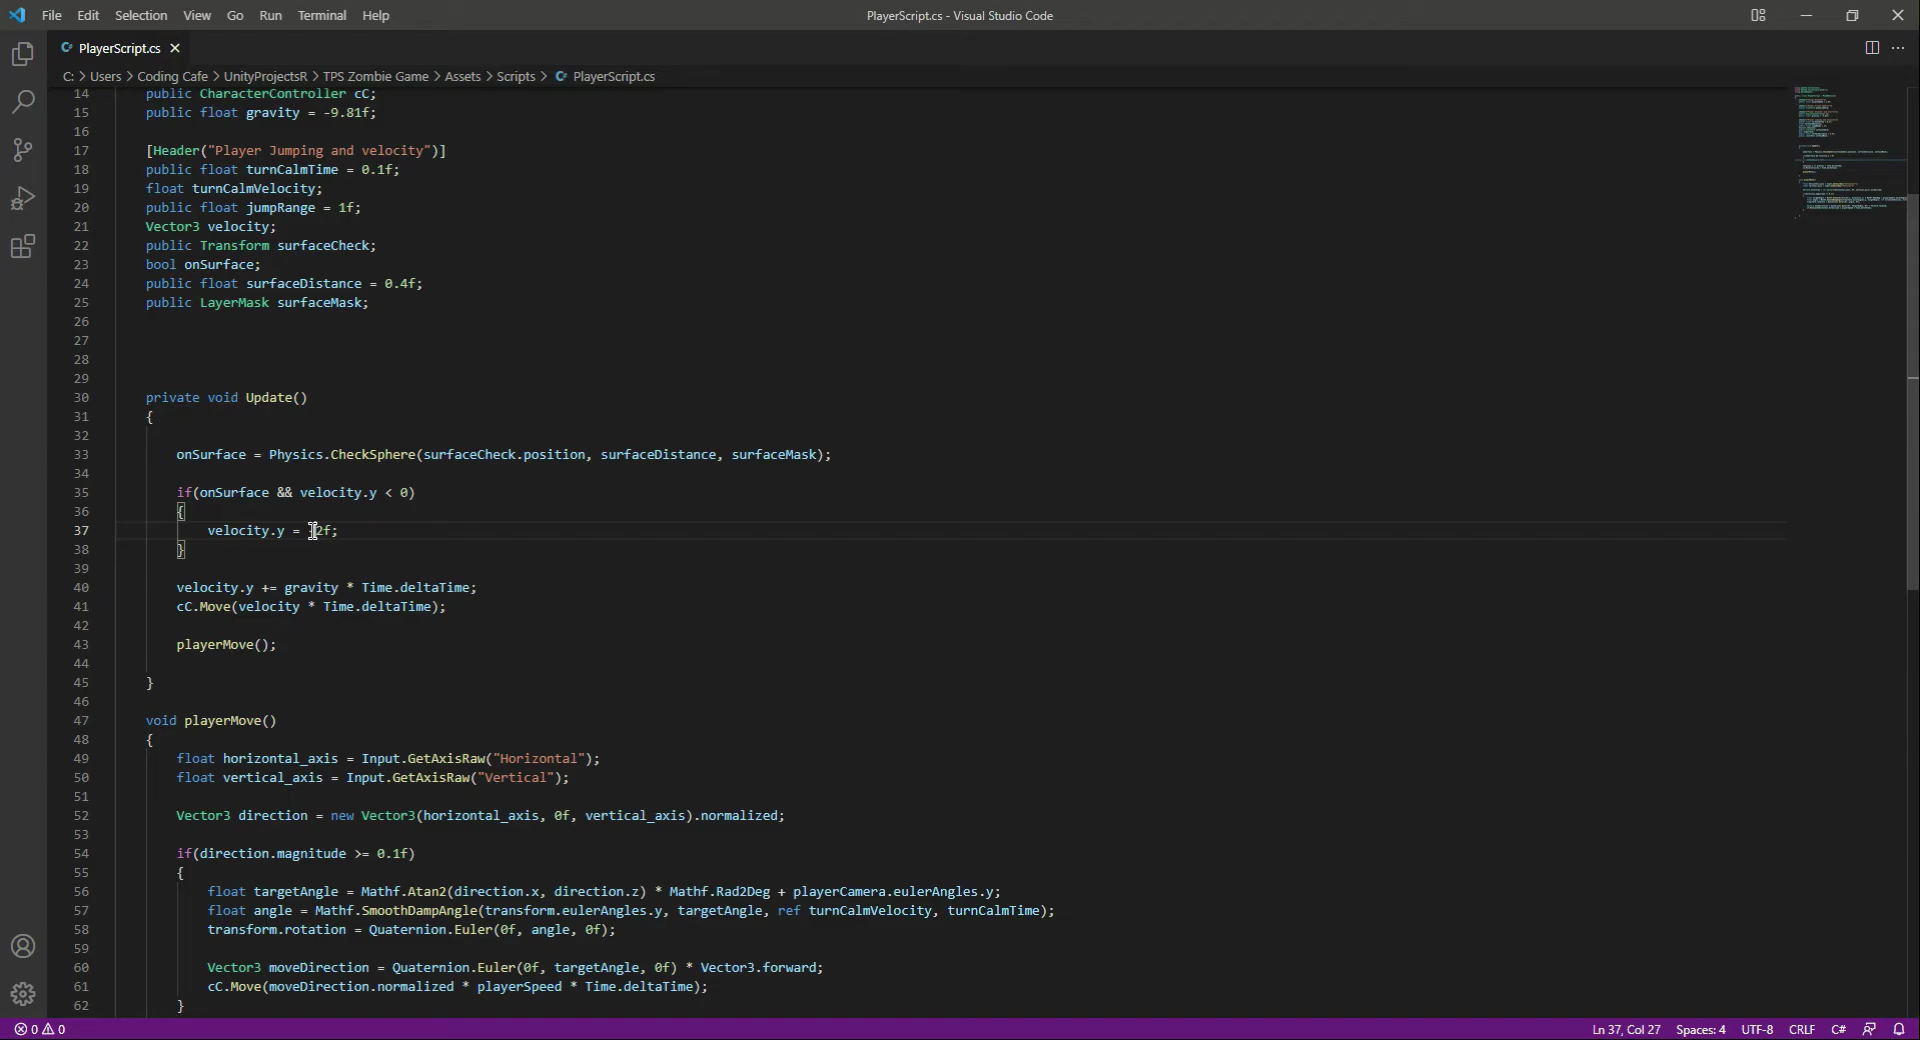 File Edit Selection View Go Run Terminal Help
PlayerScript.cs - Visual Studio Code
PlayerScript.cs
C: > Users > Coding Cafe > UnityProjectsR > TPS Zombie Game > Assets > Scripts > PlayerScript.cs
14 public CharacterController cC;
15 public float gravity = -9.81f;
16
17 [Header("Player Jumping and velocity")]
18 public float turnCalmTime = 0.1f;
19 float turnCalmVelocity;
20 public float jumpRange = 1f;
21 Vector3 velocity;
22 public Transform surfaceCheck;
23 bool onSurface;
24 public float surfaceDistance = 0.4f;
25 public LayerMask surfaceMask;
26
27
28
29
30 private void Update()
31 {
32
33 onSurface = Physics.CheckSphere(surfaceCheck.position, surfaceDistance, surfaceMask);
34
35 if(onSurface && velocity.y < 0)
36 {
37 velocity.y = 2f;
38 }
39
40 velocity.y += gravity * Time.deltaTime;
41 cC.Move(velocity * Time.deltaTime);
42
43 playerMove();
44
45 }
46
47 void playerMove()
48 {
49 float horizontal_axis = Input.GetAxisRaw("Horizontal");
50 float vertical_axis = Input.GetAxisRaw("Vertical");
51
52 Vector3 direction = new Vector3(horizontal_axis, 0f, vertical_axis).normalized;
53
54 if(direction.magnitude >= 0.1f)
55 {
56 float targetAngle = Mathf.Atan2(direction.x, direction.z) * Mathf.Rad2Deg + playerCamera.eulerAngles.y;
57 float angle = Mathf.SmoothDampAngle(transform.eulerAngles.y, targetAngle, ref turnCalmVelocity, turnCalmTime);
58 transform.rotation = Quaternion.Euler(0f, angle, 0f);
59
60 Vector3 moveDirection = Quaternion.Euler(0f, targetAngle, 0f) * Vector3.forward;
61 cC.Move(moveDirection.normalized * playerSpeed * Time.deltaTime);
62 }
0 0 Ln 37, Col 27 Spaces: 4 UTF-8 CRLF C#